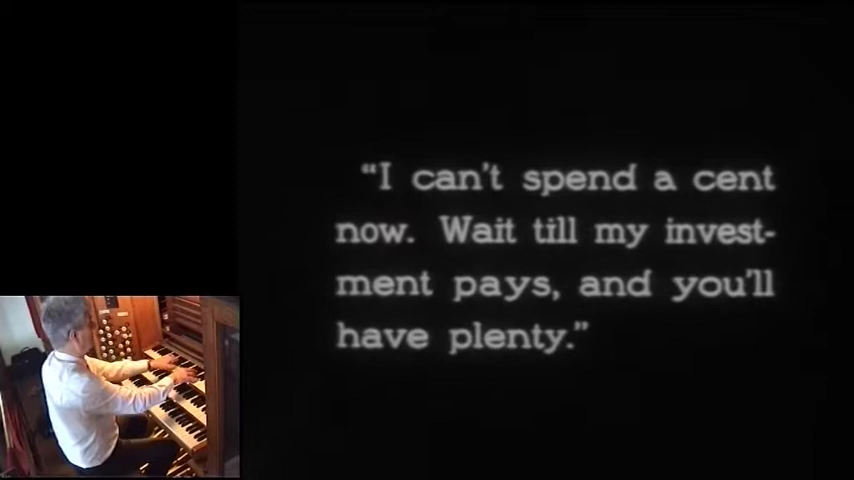 “I can't spend a cent
now. Wait till my invest-
ment pays, and you'll
have plenty.”